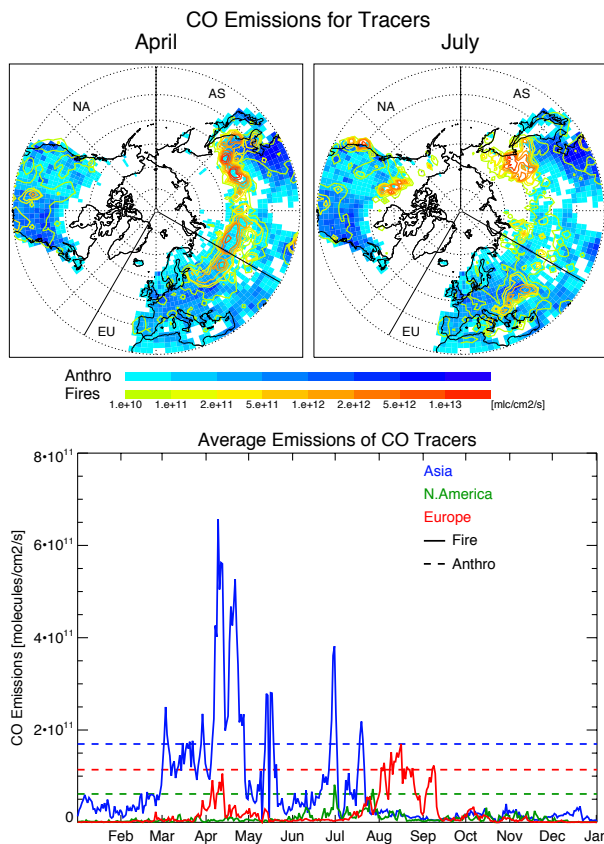 CO Emissions for Tracers
April July
NA AS EU
NA AS EU
Anthro
Fires
1.e+10 1.e+11 2.e+11 5.e+11 1.e+12 2.e+12 5.e+12 1.e+13 [mlc/cm2/s]
Average Emissions of CO Tracers
8•10¹¹
6•10¹¹
4•10¹¹
2•10¹¹
0
CO Emissions [molecules/cm2/s]
Asia
N.America
Europe
Fire
Anthro
Feb Mar Apr May Jun Jul Aug Sep Oct Nov Dec Jan